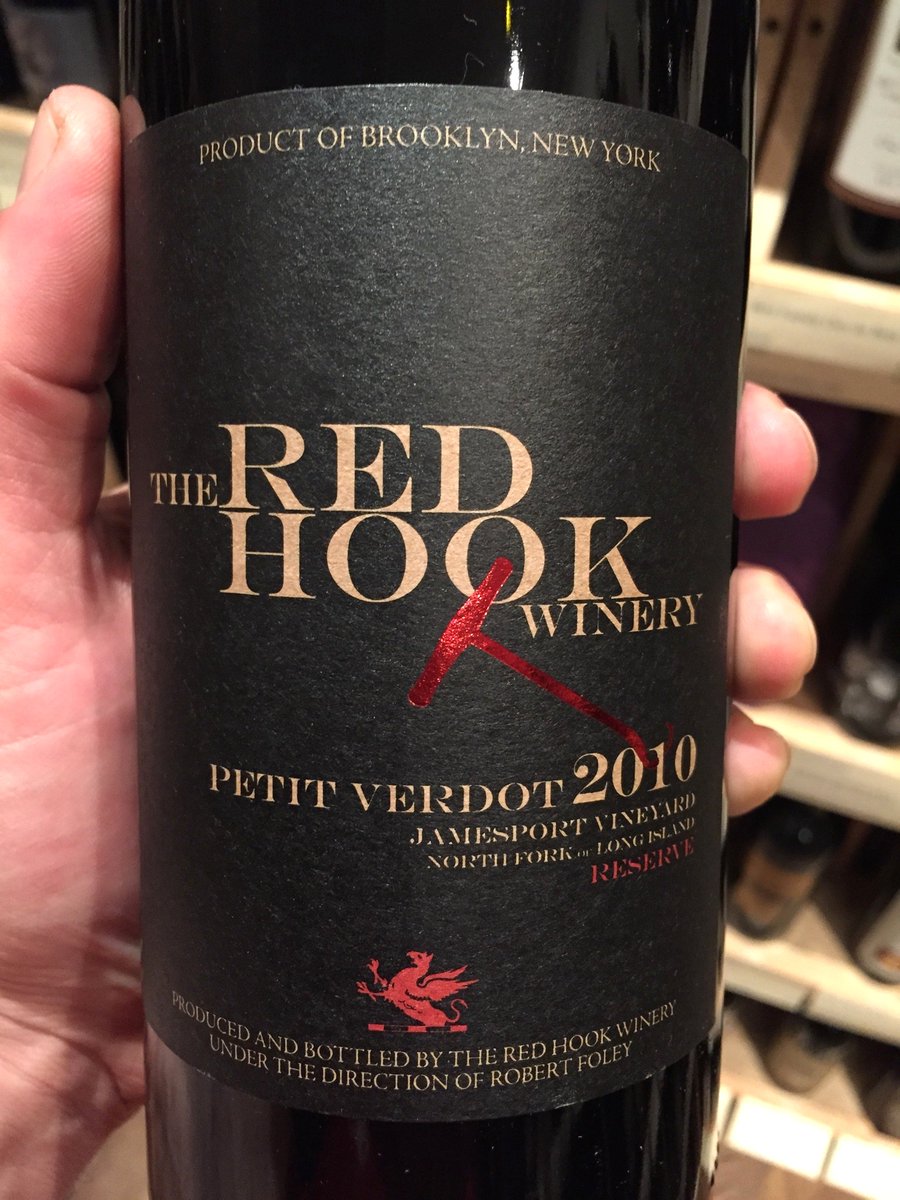 PRODUCT OF BROOKLYN, NEW YORK
THE RED
HOOK
WINERY
PETIT VERDOT 2010
JAMESPORT VINEYARD
NORTH FORK OF LONG ISLAND
RESERVE
PRODUCED AND BOTTLED BY THE RED HOOK WINERY
UNDER THE DIRECTION OF ROBERT FOLEY